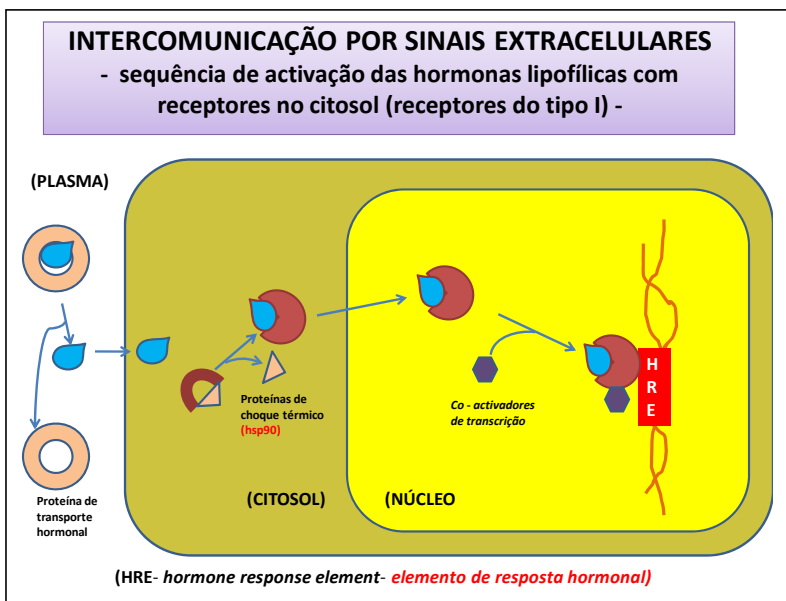 INTERCOMUNICAÇÃO POR SINAIS EXTRACELULARES
- sequência de activação das hormonas lipofílicas com
receptores no citosol (receptores do tipo I) -
(PLASMA)
H
R
E
Proteínas de
choque térmico
(hsp90)
Co - activadores
de transcrição
Proteína de
transporte
hormonal
(CITOSOL)
(NÚCLEO)
(HRE- hormone response element- elemento de resposta hormonal)